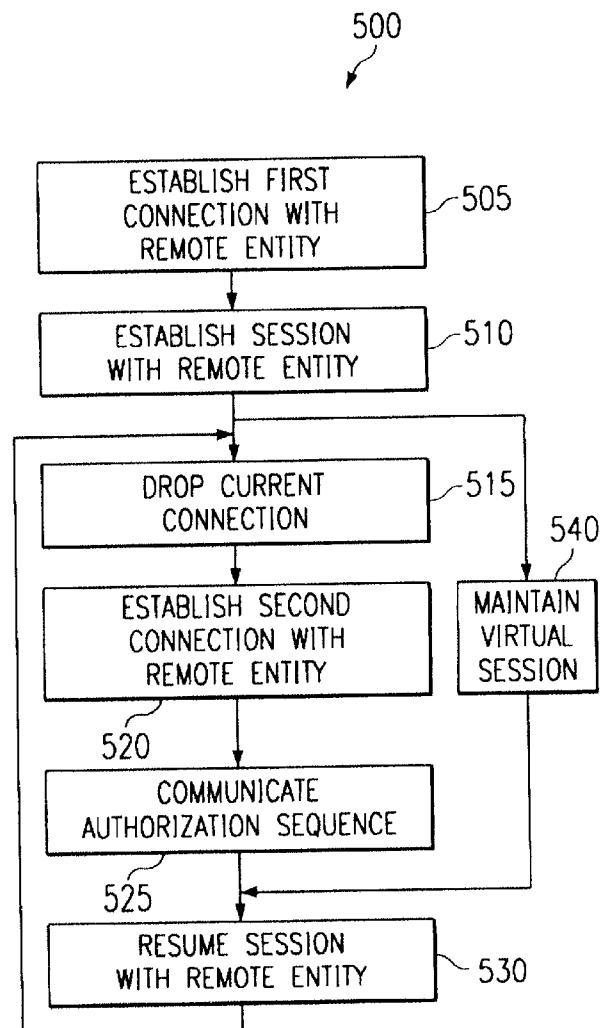 500
ESTABLISH FIRST
CONNECTION WITH
REMOTE ENTITY
505
ESTABLISH SESSION
WITH REMOTE ENTITY
510
DROP CURRENT
CONNECTION
515
540
MAINTAIN
VIRTUAL
SESSION
ESTABLISH SECOND
CONNECTION WITH
REMOTE ENTITY
520
COMMUNICATE
AUTHORIZATION SEQUENCE
525
RESUME SESSION
WITH REMOTE ENTITY
530